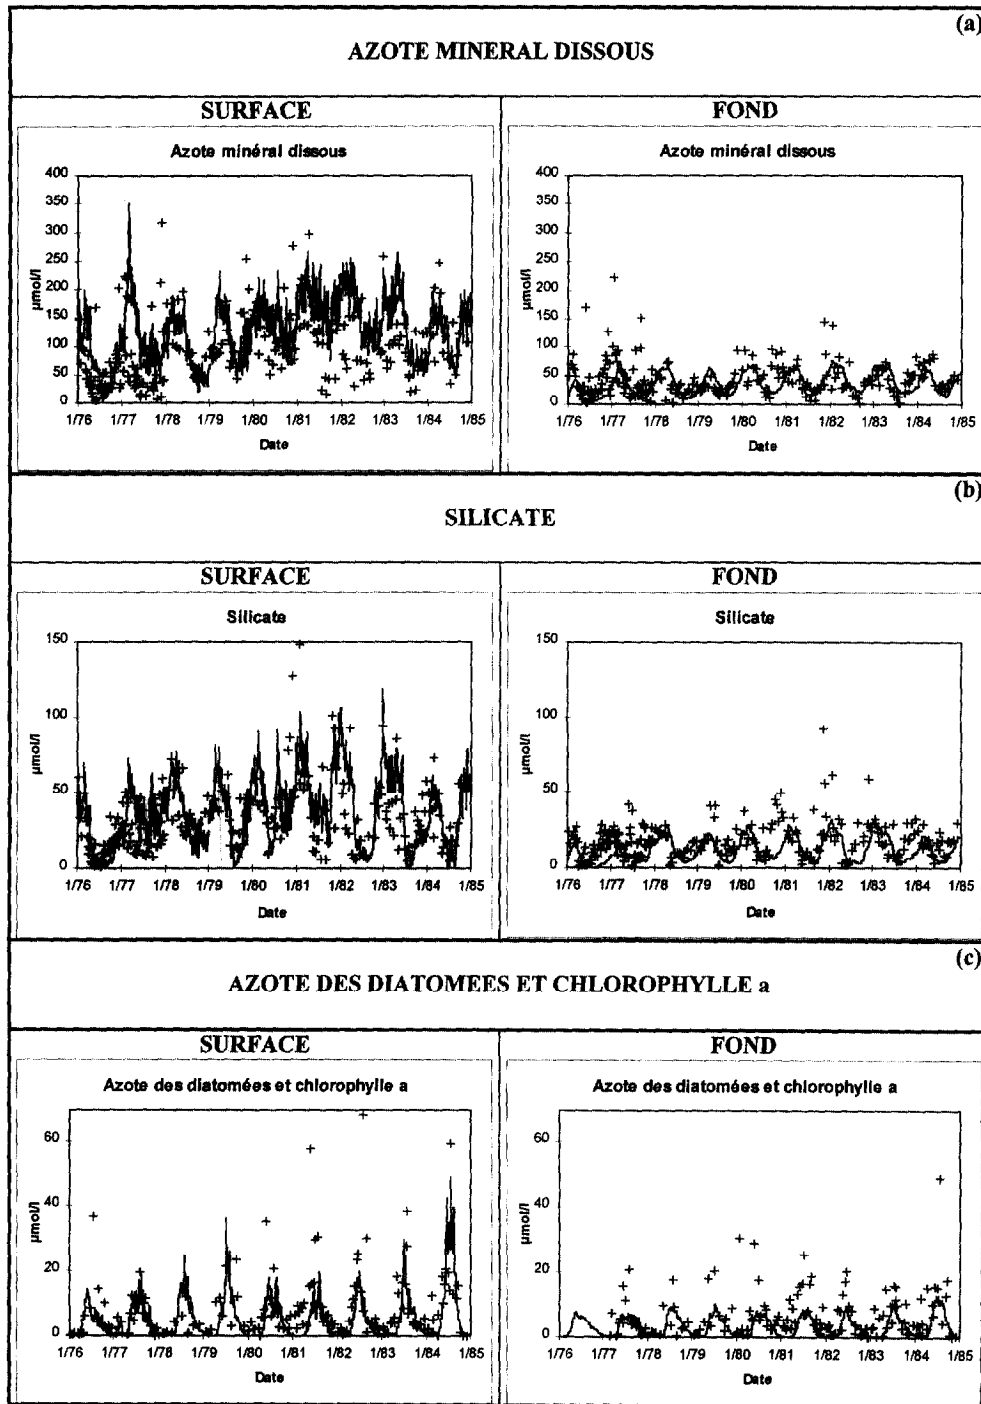 (a)
AZOTE MINERAL DISSOUS
SURFACE
FOND
Azote minéral dissous
µmol/l
400
350
300
250
200
150
100
50
0
1/76 1/77 1/78 1/79 1/80 1/81 1/82 1/83 1/84 1/85
Date
Azote minéral dissous
µmol/l
400
350
300
250
200
150
100
50
0
1/76 1/77 1/78 1/79 1/80 1/81 1/82 1/83 1/84 1/85
Date
(b)
SILICATE
SURFACE
FOND
Silicate
µmol/l
150
100
50
0
1/76 1/77 1/78 1/79 1/80 1/81 1/82 1/83 1/84 1/85
Date
Silicate
µmol/l
150
100
50
0
1/76 1/77 1/78 1/79 1/80 1/81 1/82 1/83 1/84 1/85
Date
(c)
AZOTE DES DIATOMEES ET CHLOROPHYLLE a
SURFACE
FOND
Azote des diatomées et chlorophylle a
µmol/l
60
40
20
0
1/76 1/77 1/78 1/79 1/80 1/81 1/82 1/83 1/84 1/85
Date
Azote des diatomées et chlorophylle a
µmol/l
60
40
20
0
1/76 1/77 1/78 1/79 1/80 1/81 1/82 1/83 1/84 1/85
Date